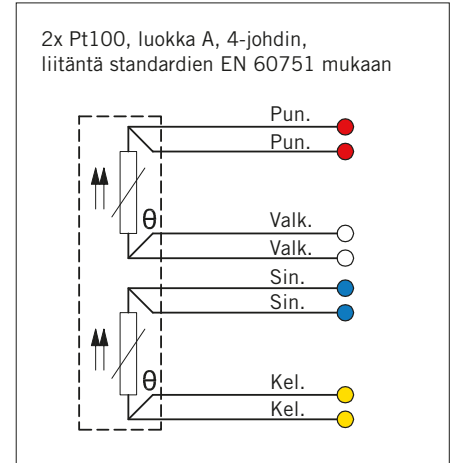 2x Pt100, luokka A, 4-johdin,
liitäntä standardien EN 60751 mukaan
Pun.
Pun.
θ
Valk.
Valk.
Sin.
Sin.
θ
Kel.
Kel.